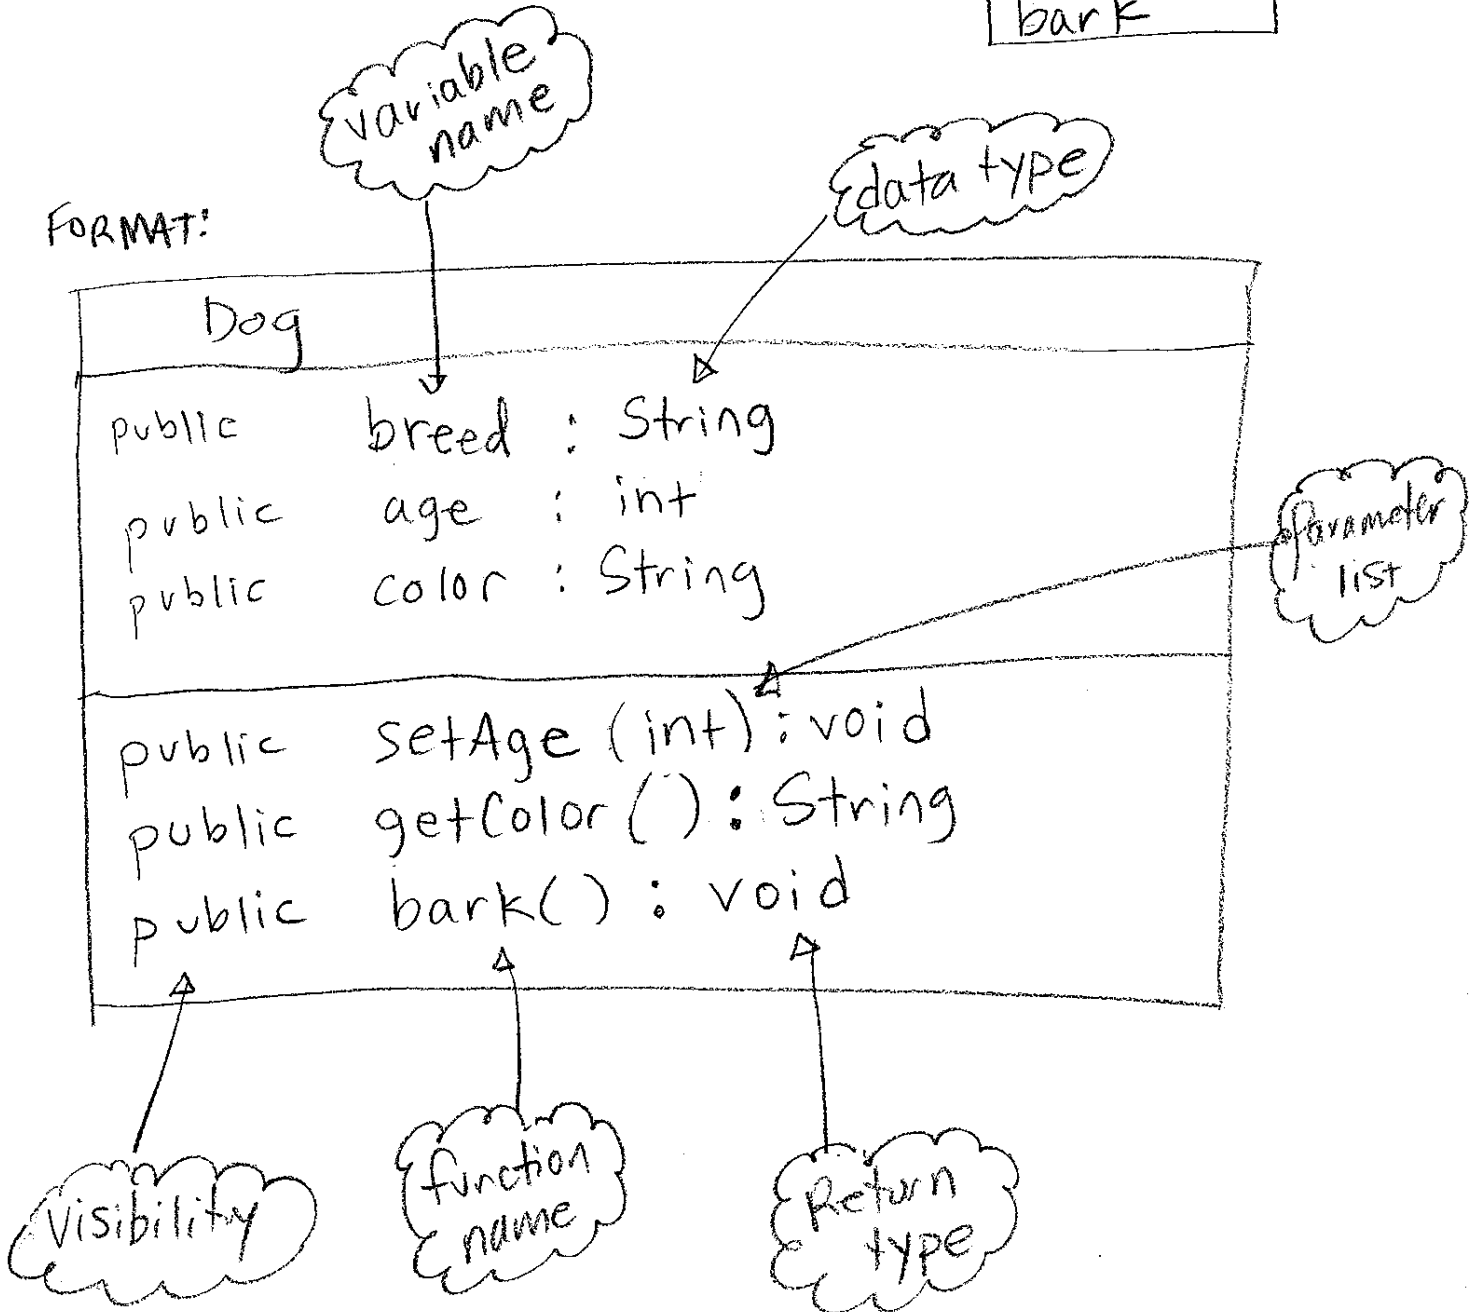 bark
variable
name
data type
FORMAT:
Dog
public breed : String
public age : int
public color : String
Parameter
list
public setAge (int) : void
public getColor ( ) : String
public bark( ) : void
Visibility
function
name
Return
type